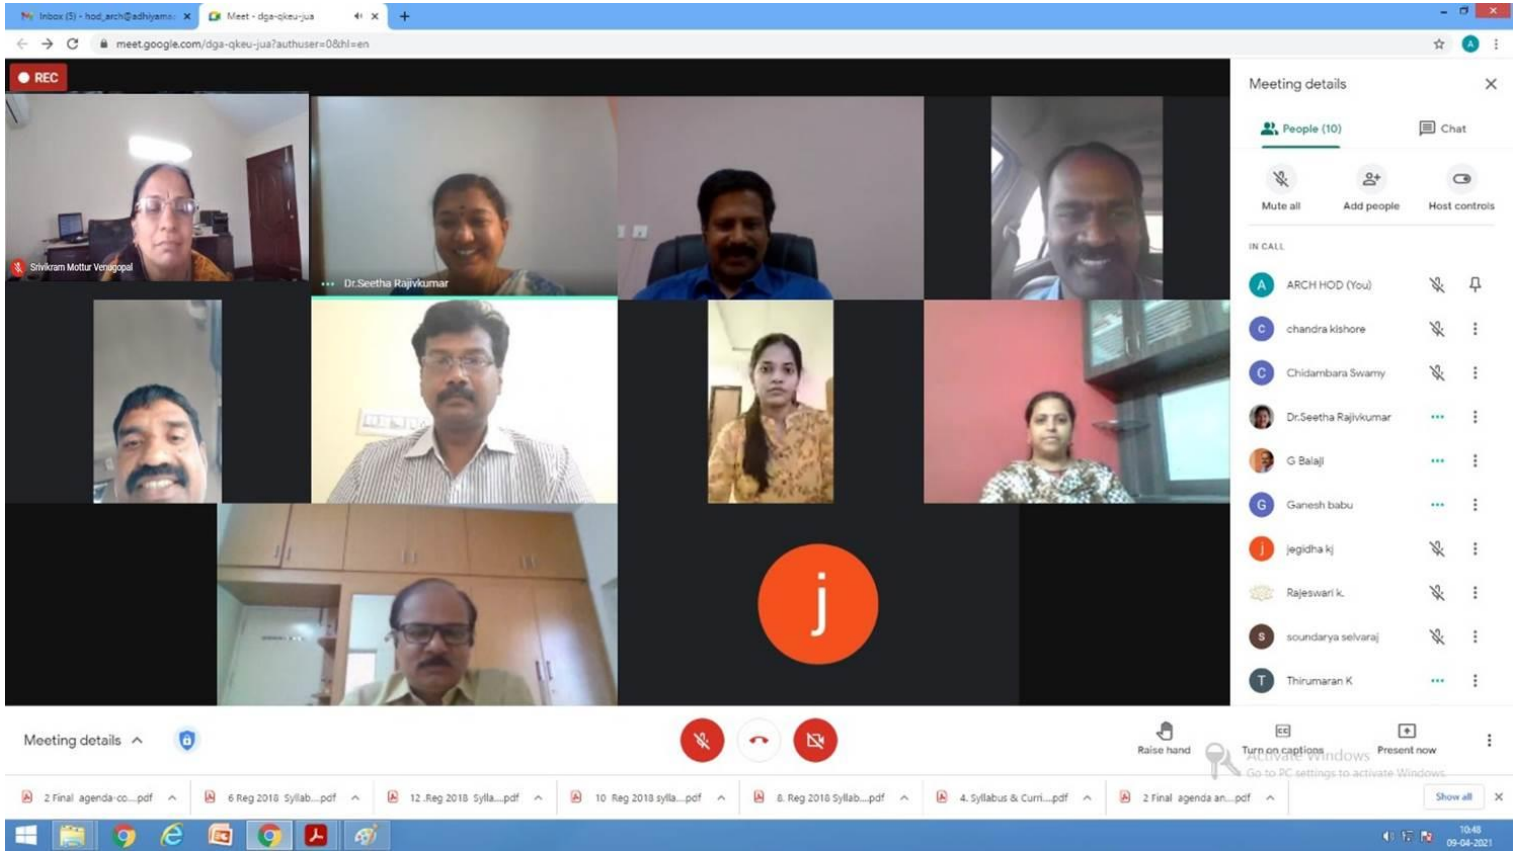 Inbox (5) - hod_arch@adhiyama
Meet - dga-qkeu-jua
meet.google.com/dga-qkeu-jua?authuser=0&hl=en
A
REC
Meeting details
People (10)
Chat
Mute all
Add people
Host controls
IN CALL
A ARCH HOD (You)
C chandra kishore
C Chidambara Swamy
Dr.Seetha Rajivkumar
G Balaji
G Ganesh babu
j jegidha kj
Rajeswari k.
s soundarya selvaraj
T Thirumaran K
Srivikram Mottur Venugopal
Dr.Seetha Rajivkumar
j
Meeting details
Raise hand
Turn on captions
Present now
Activate Windows
Go to PC settings to activate Windows.
2 Final agenda-co....pdf
6 Reg 2018 Syllab....pdf
12 .Reg 2018 Sylla....pdf
10 Reg 2018 sylla....pdf
8. Reg 2018 Syllab....pdf
4. Syllabus & Curri....pdf
2 Final agenda an....pdf
Show all
10:48
09-04-2021